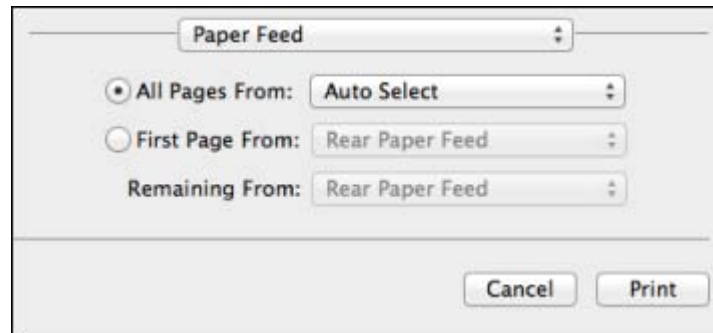 Paper Feed
All Pages From: Auto Select
First Page From: Rear Paper Feed
Remaining From: Rear Paper Feed
Cancel Print